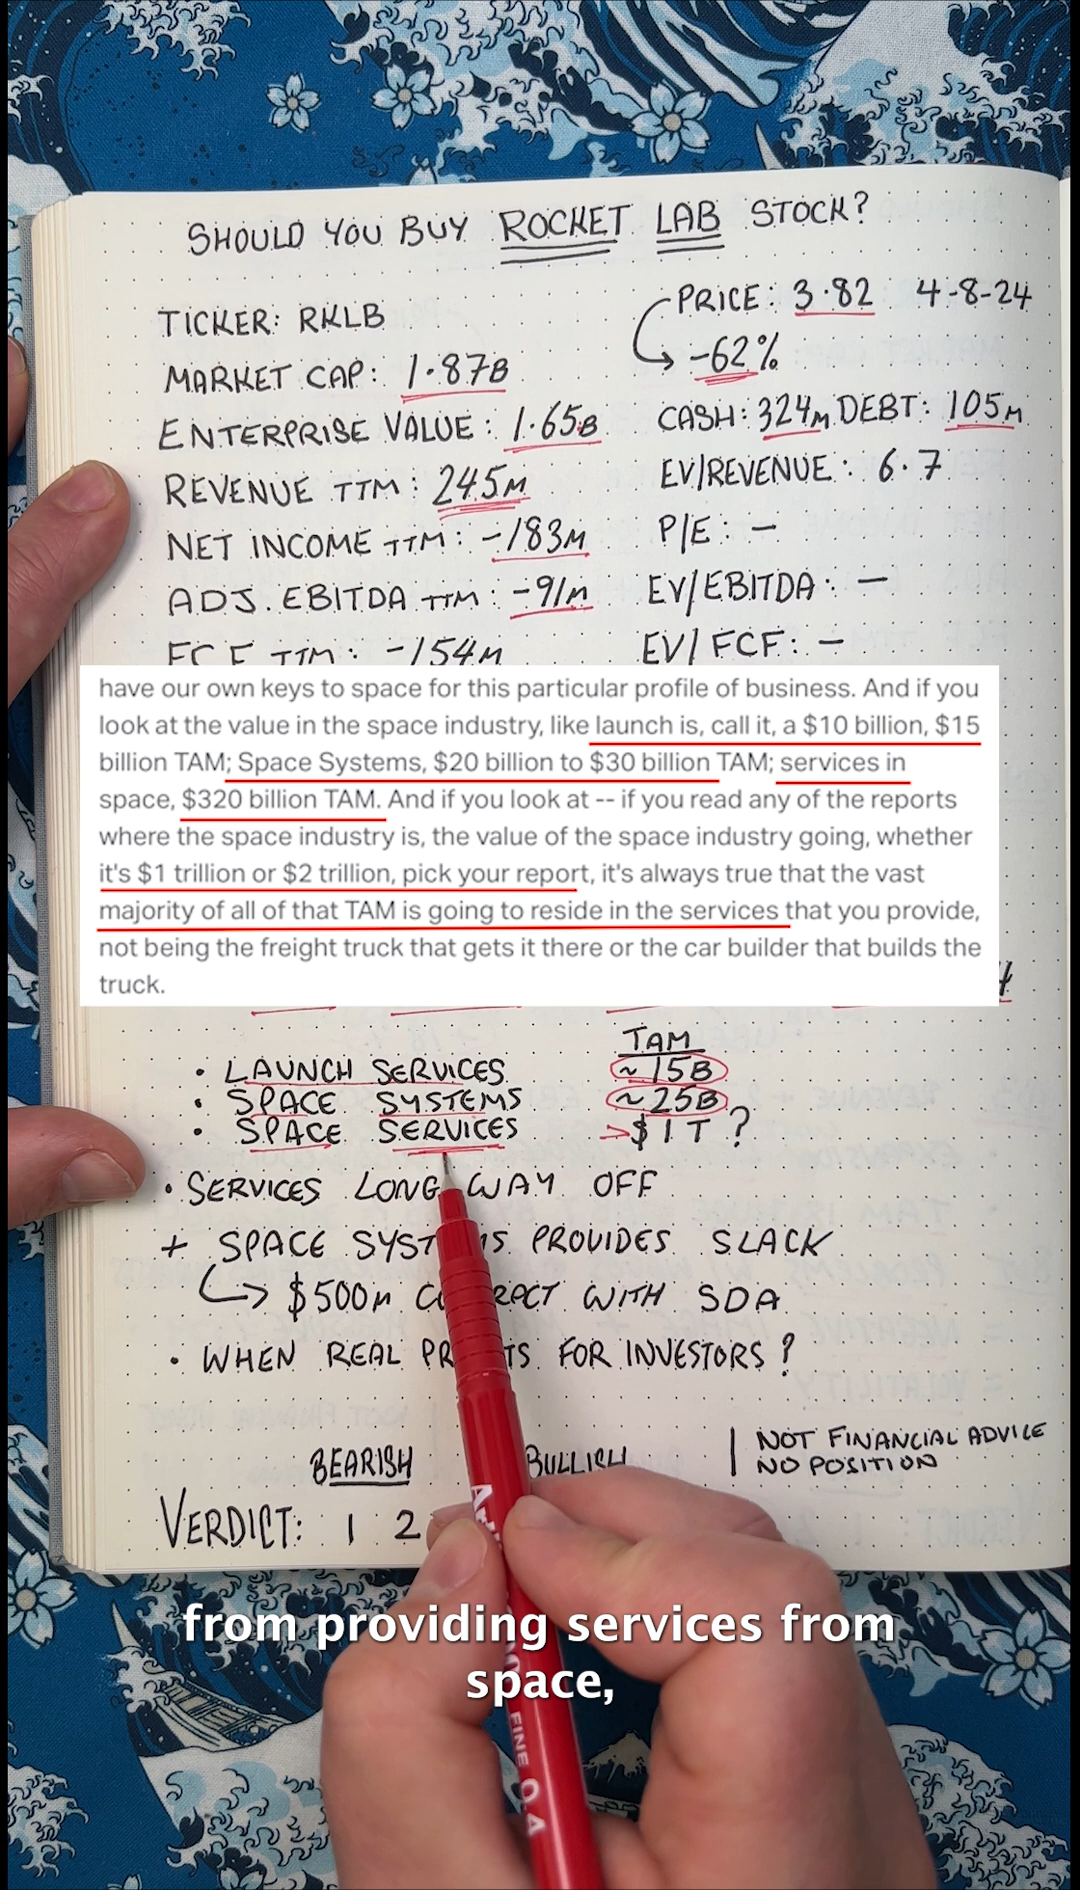 SHOULD YOU BUY ROCKET LAB STOCK?
TICKER: RKLB
PRICE: 3.82 4-8-24
-62%
MARKET CAP: 1.87B
ENTERPRISE VALUE: 1.65B
CASH: 324M DEBT: 105M
REVENUE TTM: 245M
EV/REVENUE: 6.7
NET INCOME TTM: -183M
P/E: -
ADJ. EBITDA TTM: -91M
EV/EBITDA: -
FCF TTM: -154M
EV/FCF: -
have our own keys to space for this particular profile of business. And if you
look at the value in the space industry, like launch is, call it, a $10 billion, $15
billion TAM; Space Systems, $20 billion to $30 billion TAM; services in
space, $320 billion TAM. And if you look at -- if you read any of the reports
where the space industry is, the value of the space industry going, whether
it's $1 trillion or $2 trillion, pick your report, it's always true that the vast
majority of all of that TAM is going to reside in the services that you provide,
not being the freight truck that gets it there or the car builder that builds the
truck.
TAM
• LAUNCH SERVICES ~15B
• SPACE SYSTEMS ~25B
• SPACE SERVICES $1T ?
• SERVICES LONG WAY OFF
+ SPACE SYST S PROVIDES SLACK
$500M CO RACT WITH SDA
• WHEN REAL PR TS FOR INVESTORS ?
BEARISH BULLISH
NOT FINANCIAL ADVICE
NO POSITION
VERDICT: 1 2
from providing services from
space,
FINE 0.4